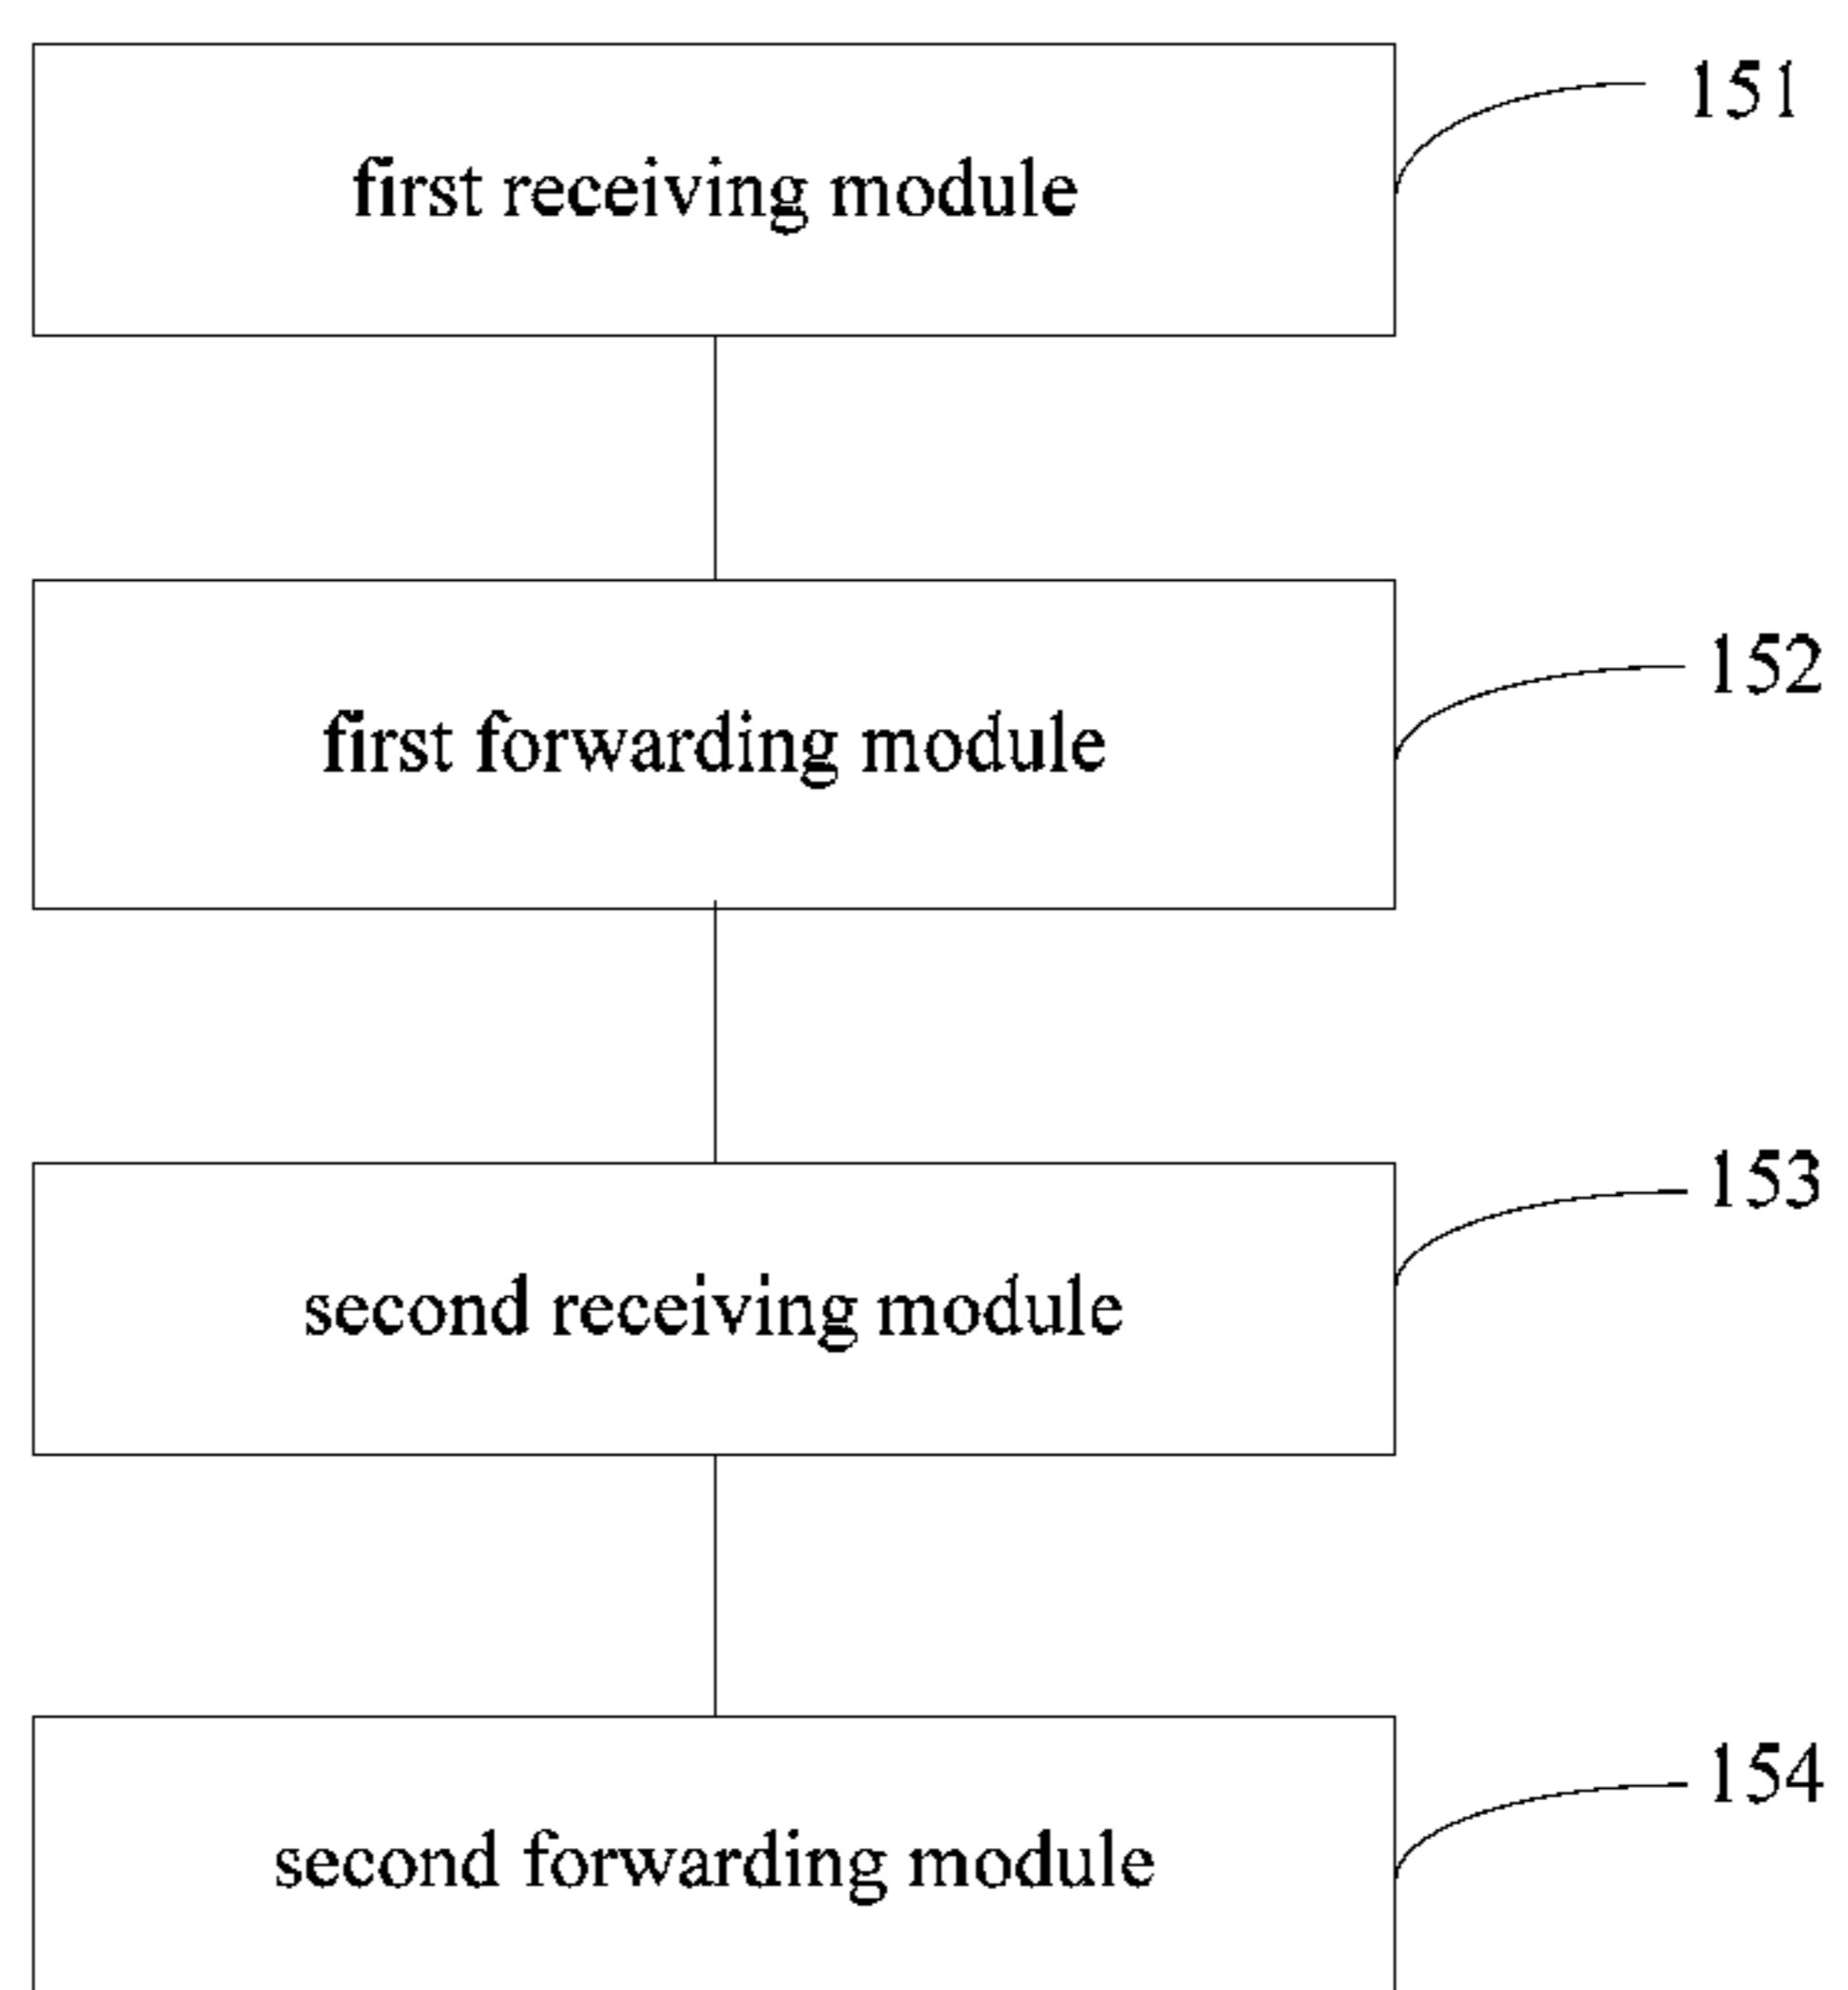 151
first receiving module
152
first forwarding module
153
second receiving module
154
second forwarding module